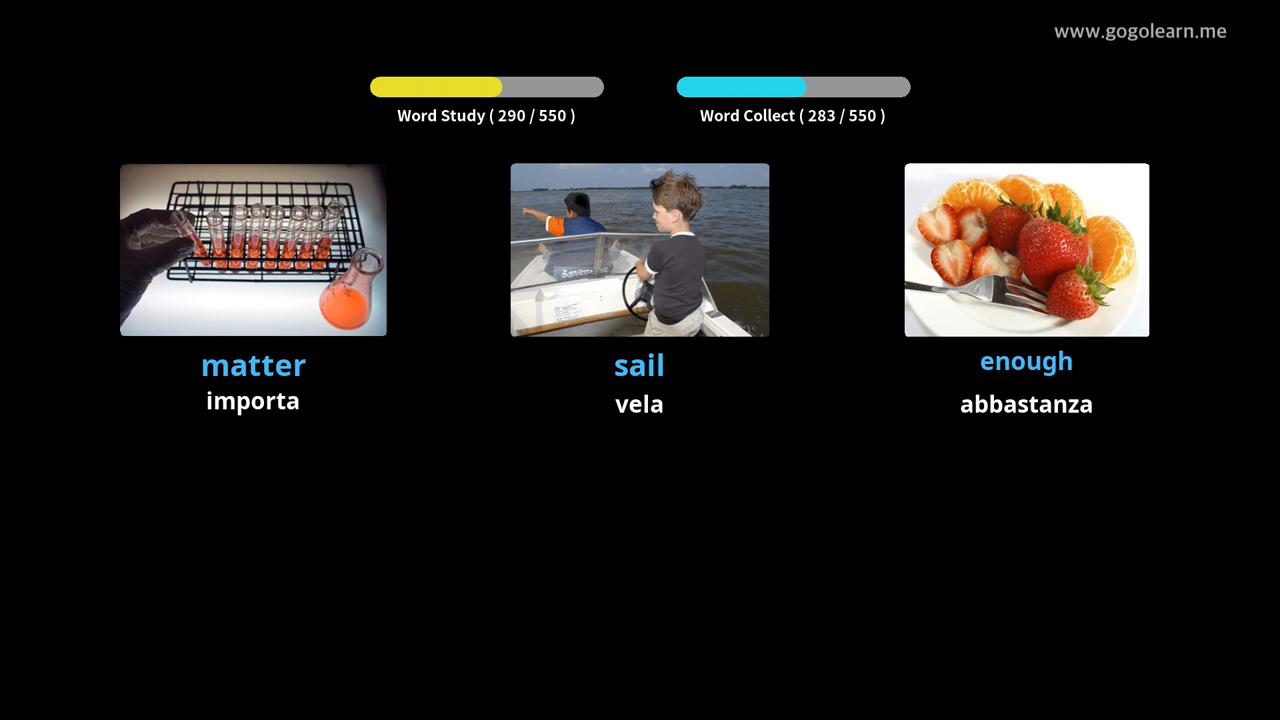 www.gogolearn.me
Word Study ( 290 / 550 )
Word Collect ( 283 / 550 )
matter
importa
sail
vela
enough
abbastanza